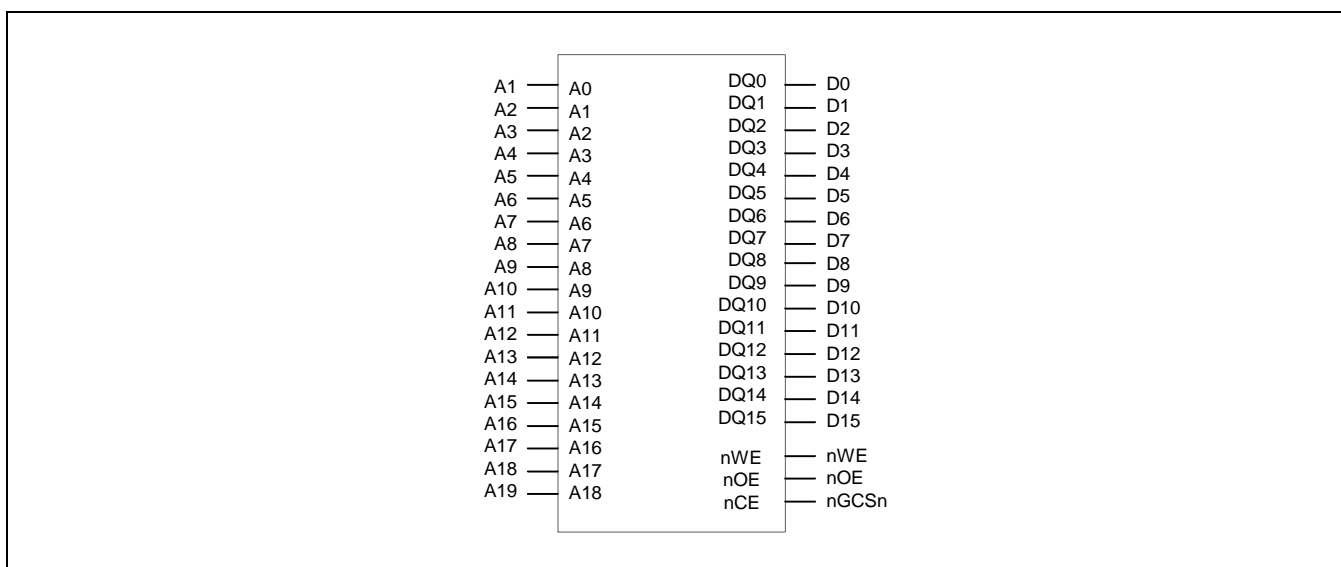 A1 A0 DQ0 D0
A2 A1 DQ1 D1
A3 A2 DQ2 D2
A4 A3 DQ3 D3
A5 A4 DQ4 D4
A6 A5 DQ5 D5
A7 A6 DQ6 D6
A8 A7 DQ7 D7
A9 A8 DQ8 D8
A10 A9 DQ9 D9
A11 A10 DQ10 D10
A12 A11 DQ11 D11
A13 A12 DQ12 D12
A14 A13 DQ13 D13
A15 A14 DQ14 D14
A16 A15 DQ15 D15
A17 A16 nWE nWE
A18 A17 nOE nOE
A19 A18 nCE nGCSn